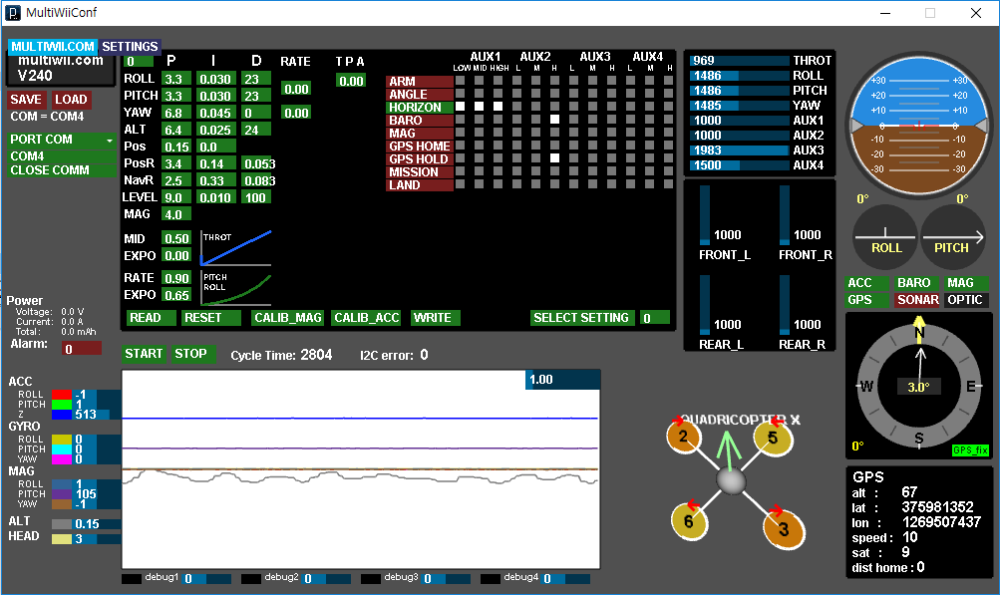 MultiWiiConf
MULTIWII.COM SETTINGS
multiwii.com
V240
SAVE LOAD
COM = COM4
PORT COM
COM4
CLOSE COMM
0 P I D RATE T P A
ROLL 3.3 0.030 23 0.00 0.00
PITCH 3.3 0.030 23
YAW 6.8 0.045 0 0.00
ALT 6.4 0.025 24
Pos 0.15 0.0
PosR 3.4 0.14 0.053
NavR 2.5 0.33 0.083
LEVEL 9.0 0.010 100
MAG 4.0
MID 0.50 THROT
EXPO 0.00
RATE 0.90 PITCH
EXPO 0.65 ROLL
AUX1 AUX2 AUX3 AUX4
LOW MID HIGH L M H L M H L M H
ARM
ANGLE
HORIZON
BARO
MAG
GPS HOME
GPS HOLD
MISSION
LAND
READ RESET CALIB_MAG CALIB_ACC WRITE SELECT SETTING 0
969 THROT
1486 ROLL
1486 PITCH
1485 YAW
1000 AUX1
1000 AUX2
1983 AUX3
1500 AUX4
1000 1000
FRONT_L FRONT_R
1000 1000
REAR_L REAR_R
+30 +30
+20 +20
+10 +10
0 0
-10 -10
-20 -20
-30 -30
0° 0°
ROLL PITCH
ACC BARO MAG
GPS SONAR OPTIC
N
W 3.0° E
S
0°
GPS_fix
GPS
alt : 67
lat : 375981352
lon : 1269507437
speed : 10
sat : 9
dist home : 0
Power
Voltage: 0.0 V
Current: 0.0 A
Total: 0.0 mAh
Alarm: 0
START STOP Cycle Time: 2804 I2C error: 0
1.00
ACC
ROLL -1
PITCH 1
Z 513
GYRO
ROLL 0
PITCH 0
YAW 0
MAG
ROLL 1
PITCH 105
YAW -1
ALT 0.15
HEAD 3
debug1 0 debug2 0 debug3 0 debug4 0
QUADRICOPTER X
2 5
6 3